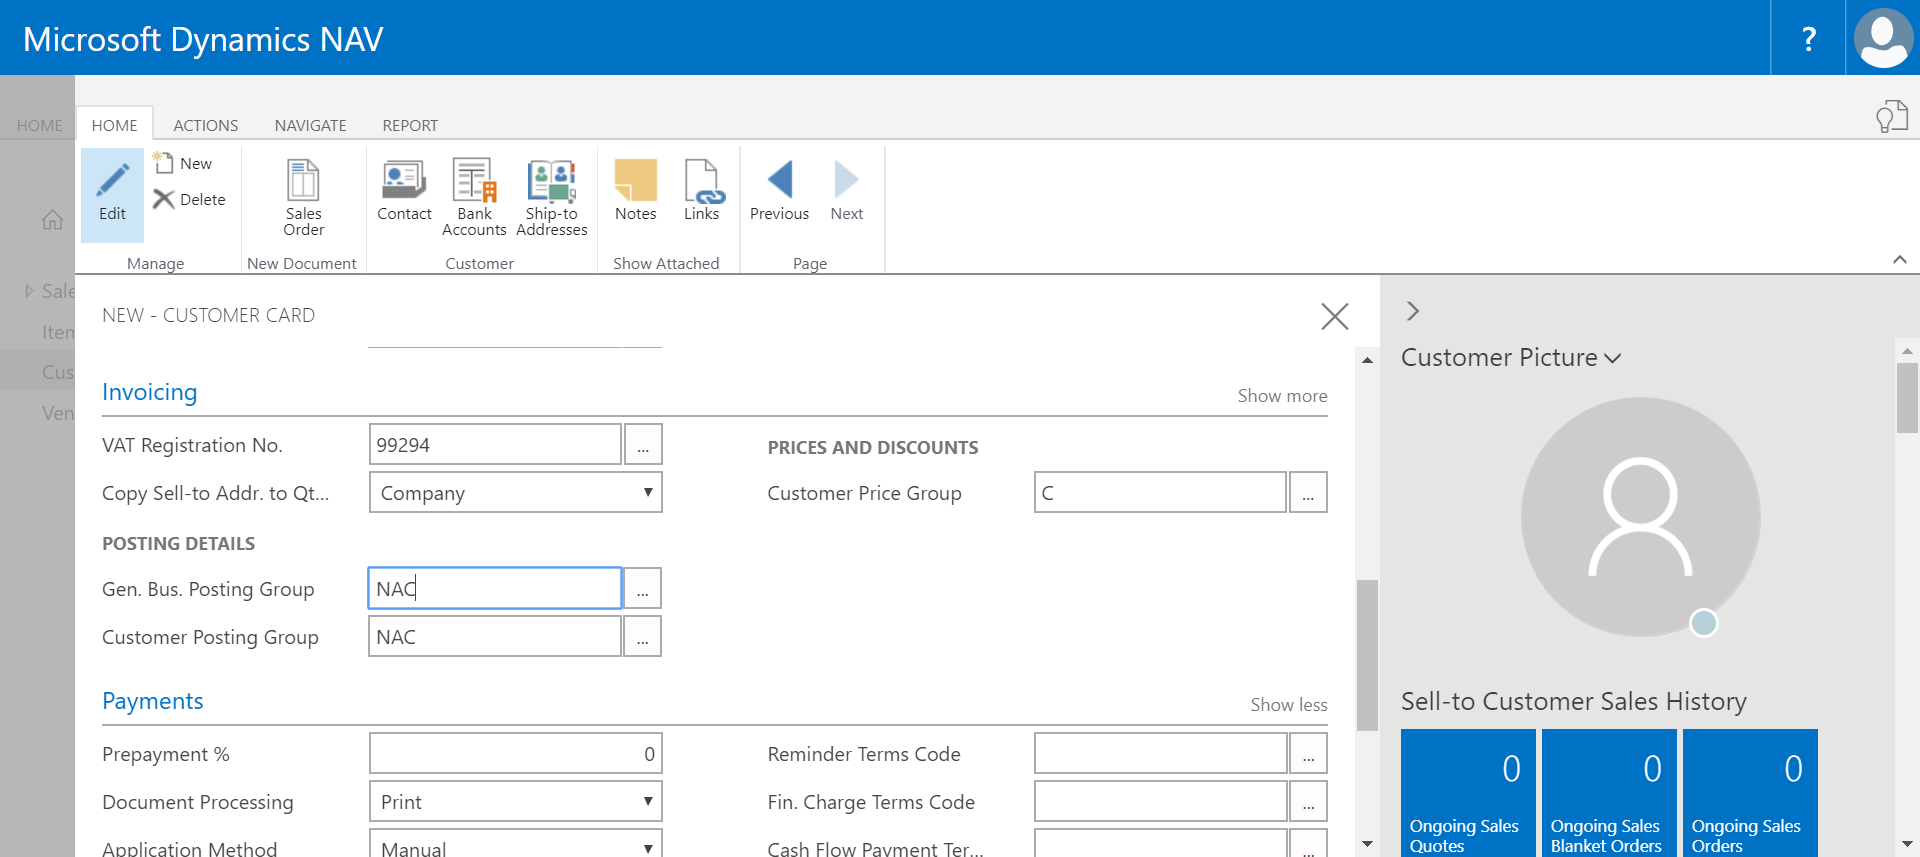 Microsoft Dynamics NAV
?
HOME
HOME
ACTIONS
NAVIGATE
REPORT
Edit
New
Delete
Sales
Order
Contact
Bank
Accounts
Ship-to
Addresses
Notes
Links
Previous
Next
Manage
New Document
Customer
Show Attached
Page
Sale
Item
Cus
Ven
NEW - CUSTOMER CARD
Invoicing
Show more
VAT Registration No.
99294
...
Copy Sell-to Addr. to Qt...
Company
POSTING DETAILS
Gen. Bus. Posting Group
NAC
...
Customer Posting Group
NAC
...
PRICES AND DISCOUNTS
Customer Price Group
C
...
Payments
Show less
Prepayment %
0
Document Processing
Print
Application Method
Manual
Reminder Terms Code
...
Fin. Charge Terms Code
...
Cash Flow Payment Ter...
...
Customer Picture
Sell-to Customer Sales History
0
Ongoing Sales
Quotes
0
Ongoing Sales
Blanket Orders
0
Ongoing Sales
Orders